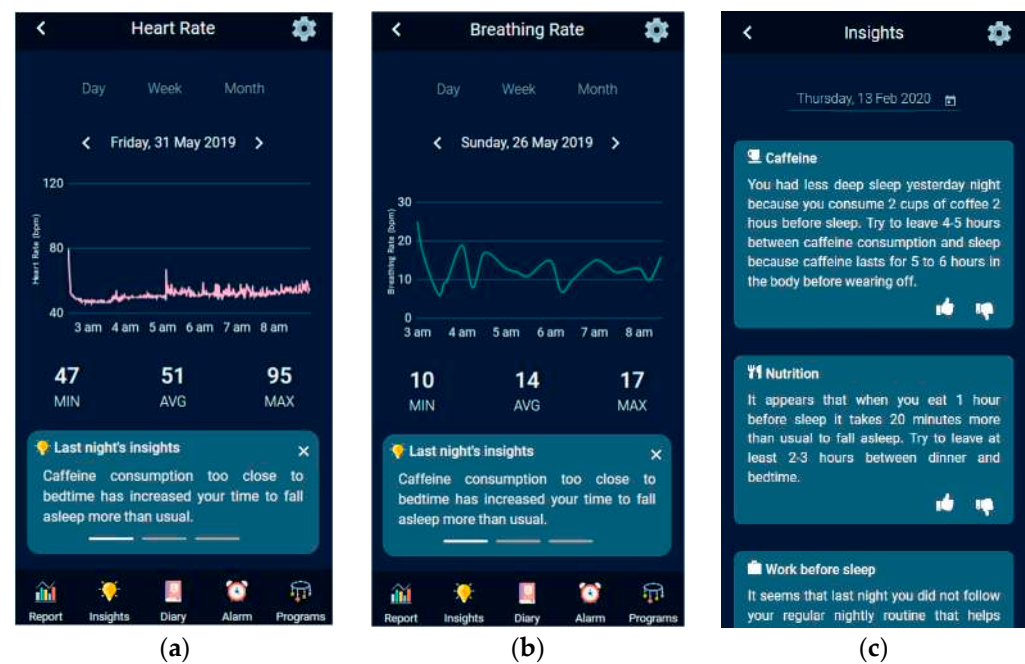 Heart Rate
Day Week Month
Friday, 31 May 2019
120
80
40
Heart Rate (bpm)
3 am 4 am 5 am 6 am 7 am 8 am
47 51 95
MIN AVG MAX
Last night's insights
Caffeine consumption too close to
bedtime has increased your time to fall
asleep more than usual.
Report Insights Diary Alarm Programs
(a)
Breathing Rate
Day Week Month
Sunday, 26 May 2019
30
20
10
0
Breathing Rate (bpm)
3 am 4 am 5 am 6 am 7 am 8 am
10 14 17
MIN AVG MAX
Last night's insights
Caffeine consumption too close to
bedtime has increased your time to fall
asleep more than usual.
Report Insights Diary Alarm Programs
(b)
Insights
Thursday, 13 Feb 2020
Caffeine
You had less deep sleep yesterday night
because you consume 2 cups of coffee 2
hous before sleep. Try to leave 4-5 hours
between caffeine consumption and sleep
because caffeine lasts for 5 to 6 hours in
the body before wearing off.
Nutrition
It appears that when you eat 1 hour
before sleep it takes 20 minutes more
than usual to fall asleep. Try to leave at
least 2-3 hours between dinner and
bedtime.
Work before sleep
It seems that last night you did not follow
your regular nightly routine that helps
(c)